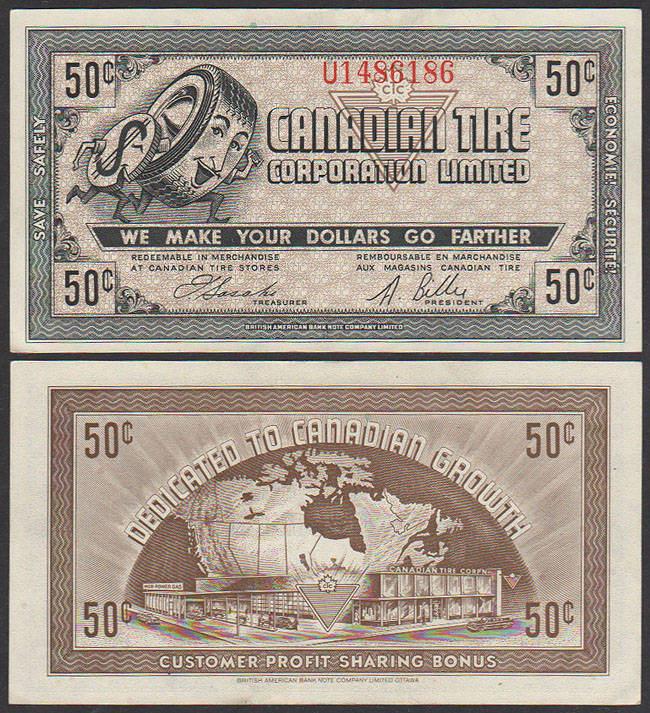 50¢ U1486186 50¢
CTC
CANADIAN TIRE
CORPORATION LIMITED
SAVE SAFELY
ÉCONOMIE! SÉCURITÉ!
$
WE MAKE YOUR DOLLARS GO FARTHER
REDEEMABLE IN MERCHANDISE
AT CANADIAN TIRE STORES
REMBOURSABLE EN MARCHANDISE
AUX MAGASINS CANADIAN TIRE
50¢ 50¢
TREASURER
A. Billes
PRESIDENT
BRITISH AMERICAN BANK NOTE COMPANY LIMITED
50¢ 50¢
DEDICATED TO CANADIAN GROWTH
CANADIAN TIRE CORPN.
MOR-POWER GAS
CTC
50¢ 50¢
CUSTOMER PROFIT SHARING BONUS
BRITISH AMERICAN BANK NOTE COMPANY LIMITED OTTAWA